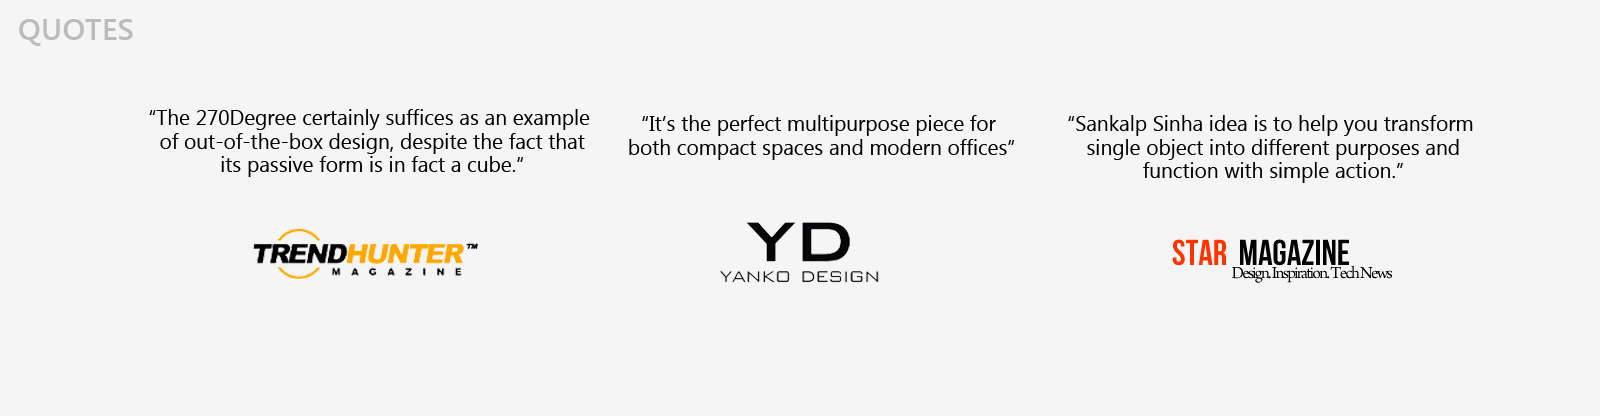 QUOTES
“The 270Degree certainly suffices as an example
of out-of-the-box design, despite the fact that
its passive form is in fact a cube.”
TRENDHUNTER™
MAGAZINE
“It’s the perfect multipurpose piece for
both compact spaces and modern offices”
YD
YANKO DESIGN
“Sankalp Sinha idea is to help you transform
single object into different purposes and
function with simple action.”
STAR MAGAZINE
Design. Inspiration. Tech News